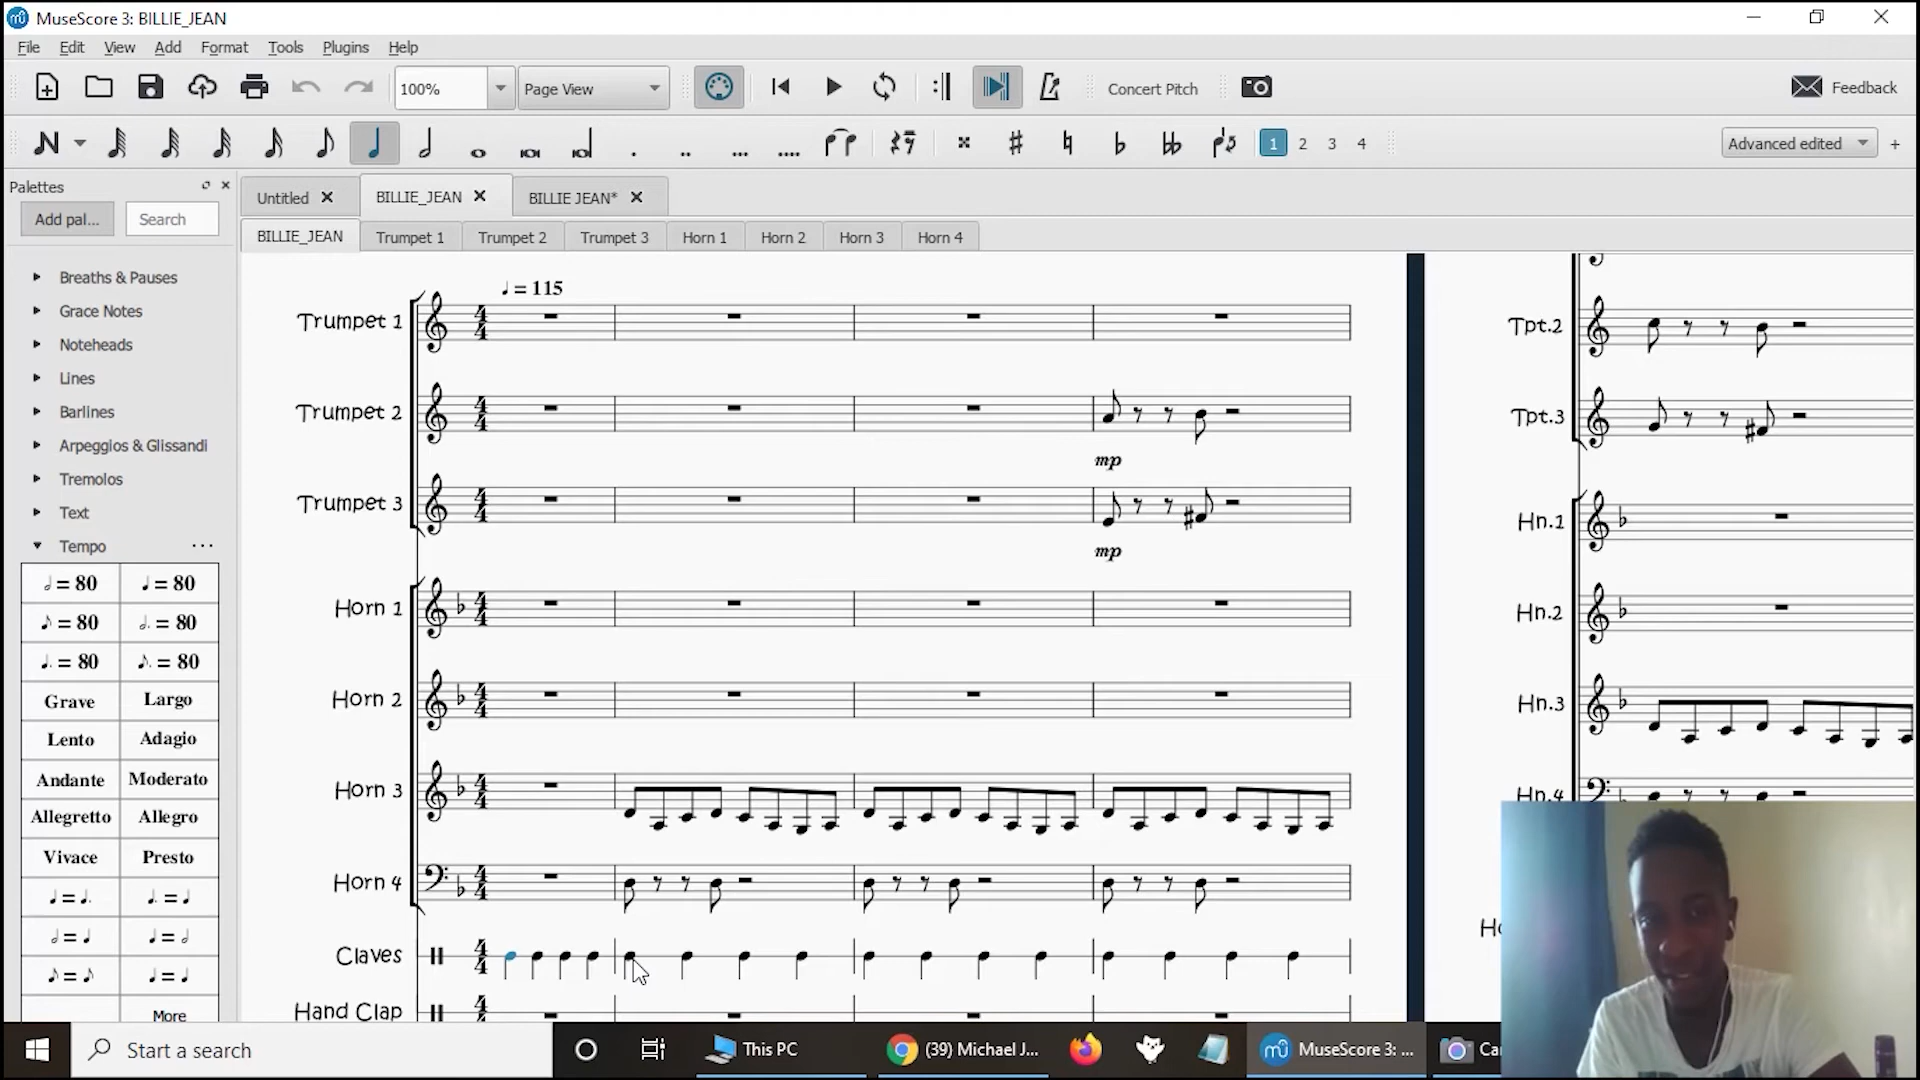 MuseScore 3: BILLIE_JEAN
File Edit View Add Format Tools Plugins Help
100% Page View Concert Pitch Feedback
1 2 3 4 Advanced edited +
Palettes
Add pal... Search
Untitled BILLIE_JEAN BILLIE JEAN*
BILLIE_JEAN Trumpet 1 Trumpet 2 Trumpet 3 Horn 1 Horn 2 Horn 3 Horn 4
Breaths & Pauses
Grace Notes
Noteheads
Lines
Barlines
Arpeggios & Glissandi
Tremolos
Text
Tempo ...
𝅗𝅥 = 80 ♩ = 80
♪ = 80 𝅗𝅥. = 80
♩. = 80 ♪. = 80
Grave Largo
Lento Adagio
Andante Moderato
Allegretto Allegro
Vivace Presto
♩ = ♩. ♩. = ♩
𝅗𝅥 = ♩ ♩ = 𝅗𝅥
♪ = ♪ ♩ = ♩
More
♩ = 115
Trumpet 1
Trumpet 2
mp
Trumpet 3
mp
Horn 1
Horn 2
Horn 3
Horn 4
Claves
Hand Clap
Tpt.2
Tpt.3
Hn.1
Hn.2
Hn.3
Hn.4
Start a search This PC (39) Michael J... MuseScore 3: ...